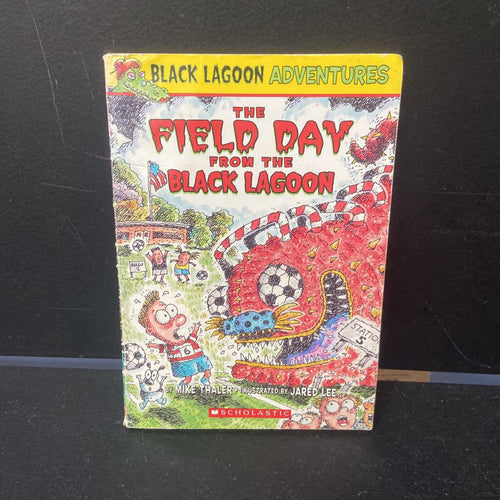 BLACK LAGOON ADVENTURES
THE
FIELD DAY
FROM THE
BLACK LAGOON
6
STATION
5
MIKE THALER ILLUSTRATED BY JARED LEE
SCHOLASTIC